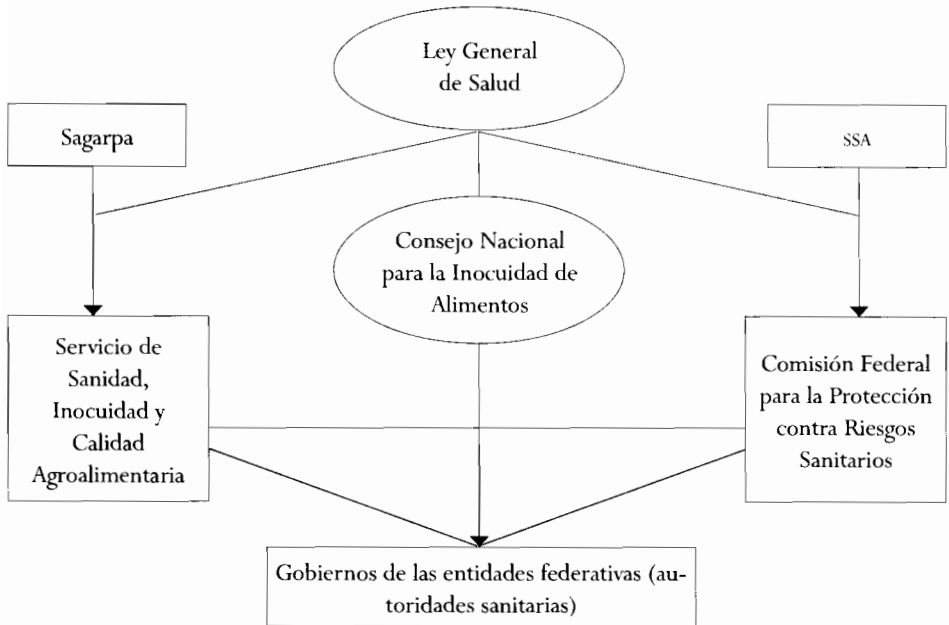 Ley General
de Salud
Sagarpa
SSA
Consejo Nacional
para la Inocuidad de
Alimentos
Servicio de
Sanidad,
Inocuidad y
Calidad
Agroalimentaria
Comisión Federal
para la Protección
contra Riesgos
Sanitarios
Gobiernos de las entidades federativas (au-
toridades sanitarias)